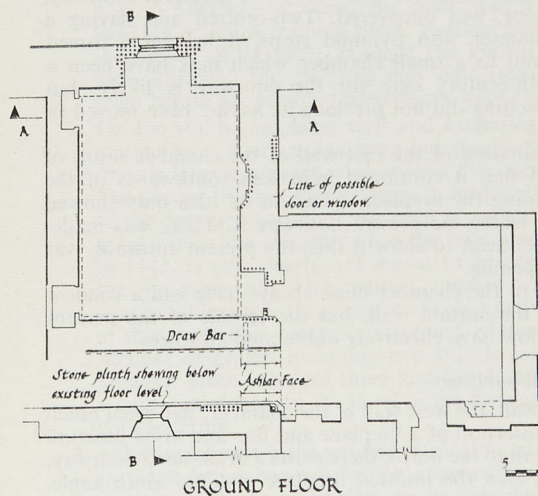 B
A
A
Line of possible
door or window
Draw Bar
Stone plinth shewing below
existing floor level
Ashlar Face
B
GROUND FLOOR